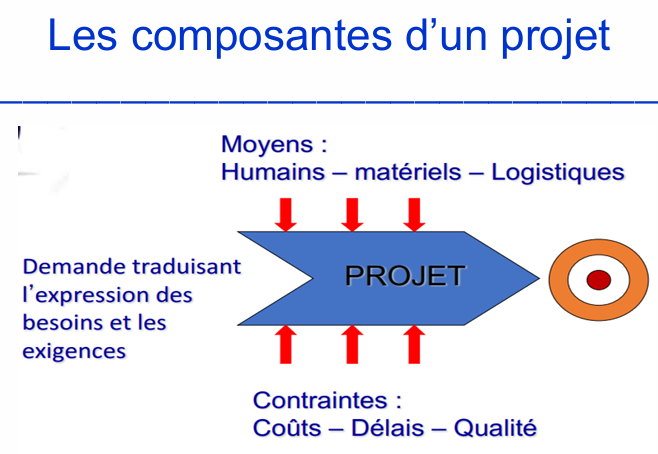 Les composantes d’un projet
Moyens :
Humains – matériels – Logistiques
Demande traduisant
l’expression des
besoins et les
exigences
PROJET
Contraintes :
Coûts – Délais – Qualité